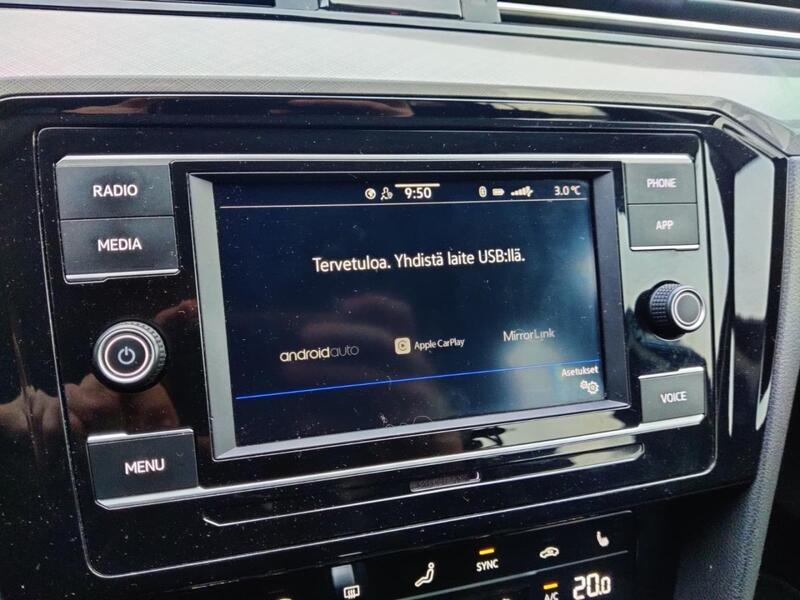 RADIO
MEDIA
MENU
9:50
3.0 °C
Tervetuloa. Yhdistä laite USB:llä.
androidauto
Apple CarPlay
MirrorLink
Asetukset
PHONE
APP
VOICE
SYNC
A/C
20.0